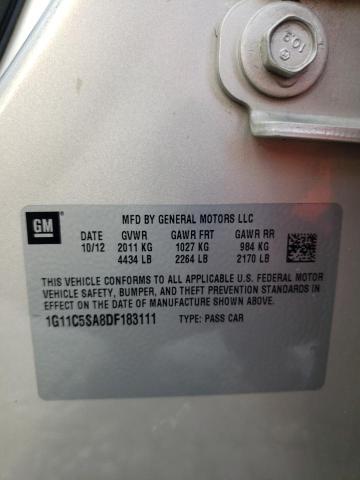 10.9
GM
MFD BY GENERAL MOTORS LLC
DATE GVWR GAWR FRT GAWR RR
10/12 2011 KG 1027 KG 984 KG
4434 LB 2264 LB 2170 LB
THIS VEHICLE CONFORMS TO ALL APPLICABLE U.S. FEDERAL MOTOR
VEHICLE SAFETY, BUMPER, AND THEFT PREVENTION STANDARDS IN
EFFECT ON THE DATE OF MANUFACTURE SHOWN ABOVE.
1G11C5SA8DF183111 TYPE: PASS CAR